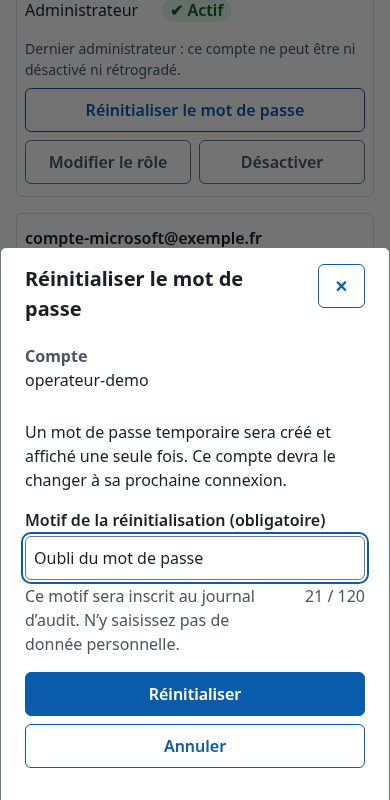 Administrateur ✔ Actif
Dernier administrateur : ce compte ne peut être ni
désactivé ni rétrogradé.
Réinitialiser le mot de passe
Modifier le rôle Désactiver
compte-microsoft@exemple.fr
Réinitialiser le mot de
passe
×
Compte
operateur-demo
Un mot de passe temporaire sera créé et
affiché une seule fois. Ce compte devra le
changer à sa prochaine connexion.
Motif de la réinitialisation (obligatoire)
Oubli du mot de passe
Ce motif sera inscrit au journal 21 / 120
d’audit. N’y saisissez pas de
donnée personnelle.
Réinitialiser
Annuler